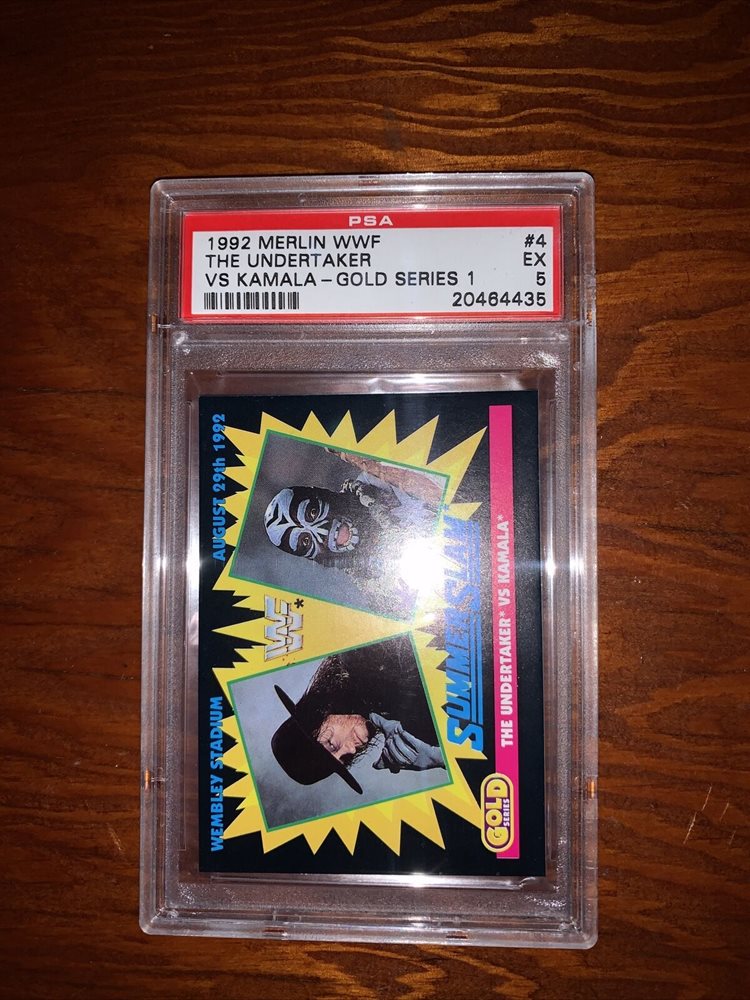 PSA
1992 MERLIN WWF #4
THE UNDERTAKER EX
VS KAMALA - GOLD SERIES 1 5
20464435
WEMBLEY STADIUM AUGUST 29th 1992
WF*
SUMMERSLAM
GOLD
SERIES
THE UNDERTAKER* VS KAMALA*